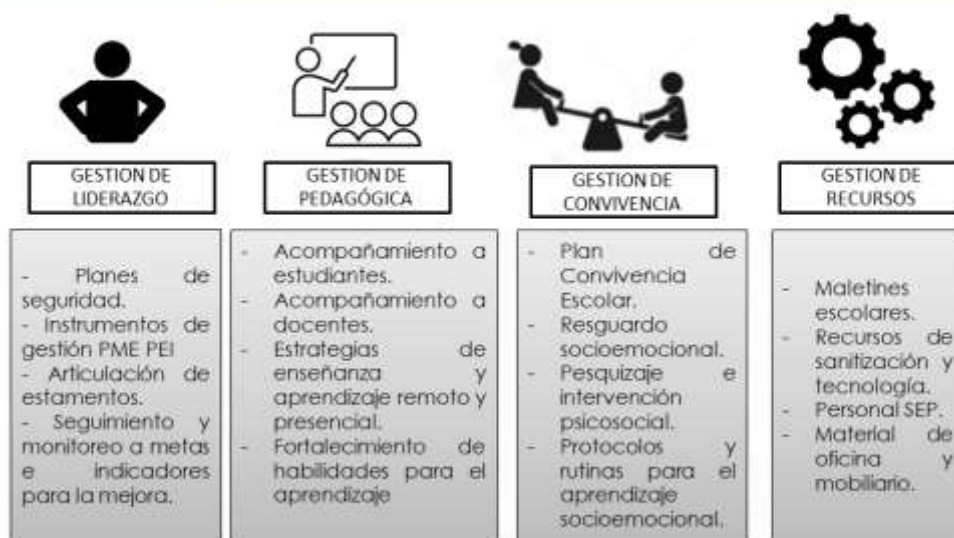 GESTION DE
LIDERAZGO
- Planes de
seguridad.
- Instrumentos de
gestión PME PEI
- Articulación de
estamentos.
- Seguimiento y
monitoreo a metas
e indicadores
para la mejora.
GESTION DE
PEDAGÓGICA
- Acompañamiento a
estudiantes.
- Acompañamiento a
docentes.
- Estrategias de
enseñanza y
aprendizaje remoto y
presencial.
- Fortalecimiento de
habilidades para el
aprendizaje
GESTION DE
CONVIVENCIA
- Plan de
Convivencia
Escolar.
- Resguardo
socioemocional.
- Pesquizaje e
intervención
psicosocial.
- Protocolos y
rutinas para el
aprendizaje
socioemocional.
GESTION DE
RECURSOS
- Maletines
escolares.
- Recursos de
sanitización y
tecnología.
- Personal SEP.
- Material de
oficina y
mobiliario.